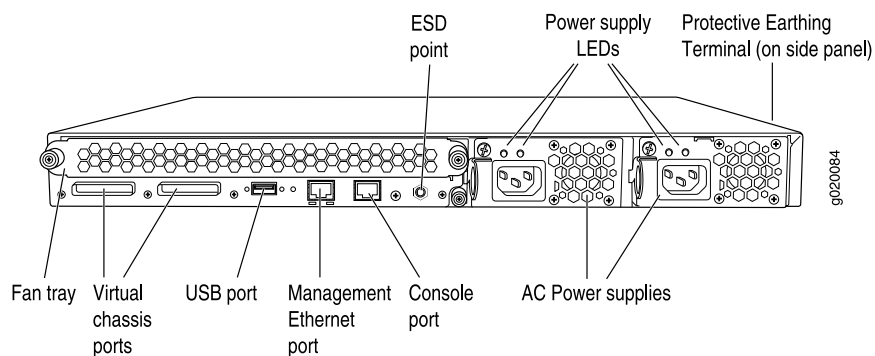 ESD
point
Power supply
LEDs
Protective Earthing
Terminal (on side panel)
g020084
Fan tray
Virtual
chassis
ports
USB port
Management
Ethernet
port
Console
port
AC Power supplies